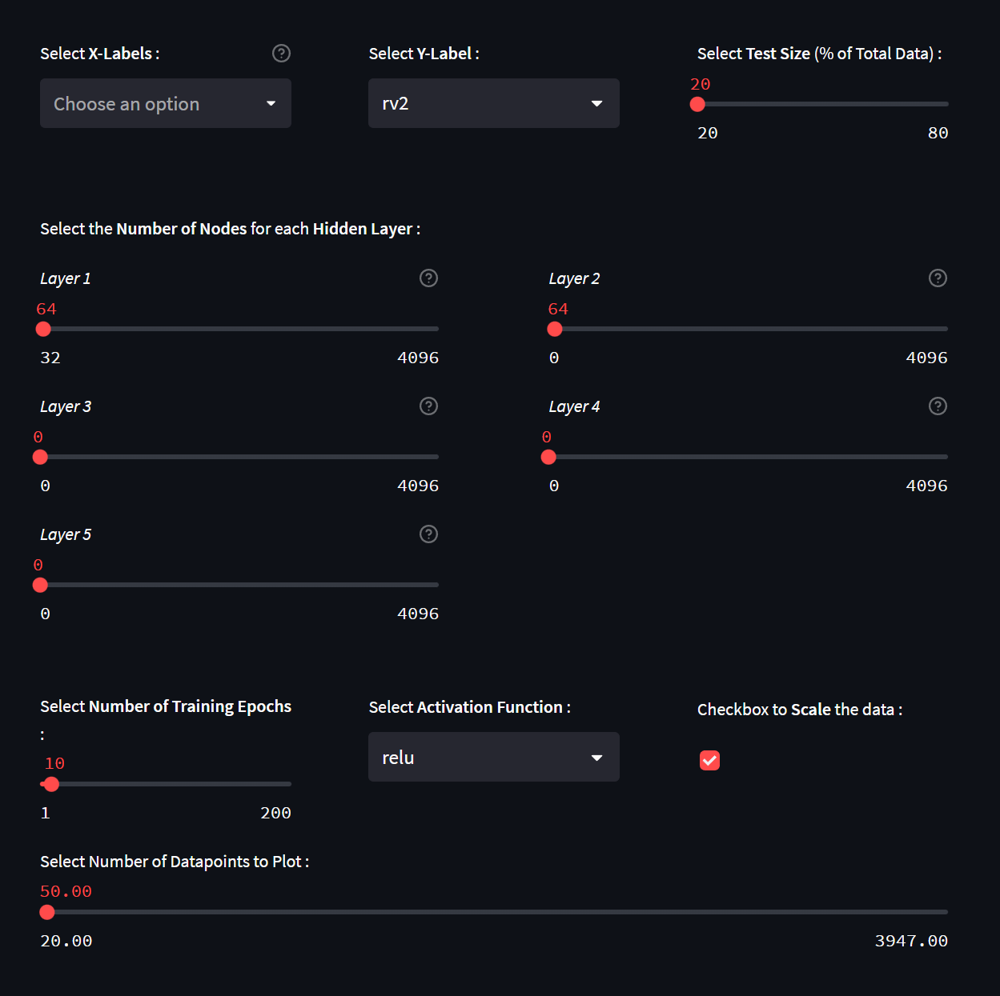 Select X-Labels :
Select Y-Label :
Select Test Size (% of Total Data) :
Choose an option
rv2
20
20 80
Select the Number of Nodes for each Hidden Layer :
Layer 1
64
32 4096
Layer 2
64
0 4096
Layer 3
0
0 4096
Layer 4
0
0 4096
Layer 5
0
0 4096
Select Number of Training Epochs
:
10
1 200
Select Activation Function :
relu
Checkbox to Scale the data :
Select Number of Datapoints to Plot :
50.00
20.00 3947.00